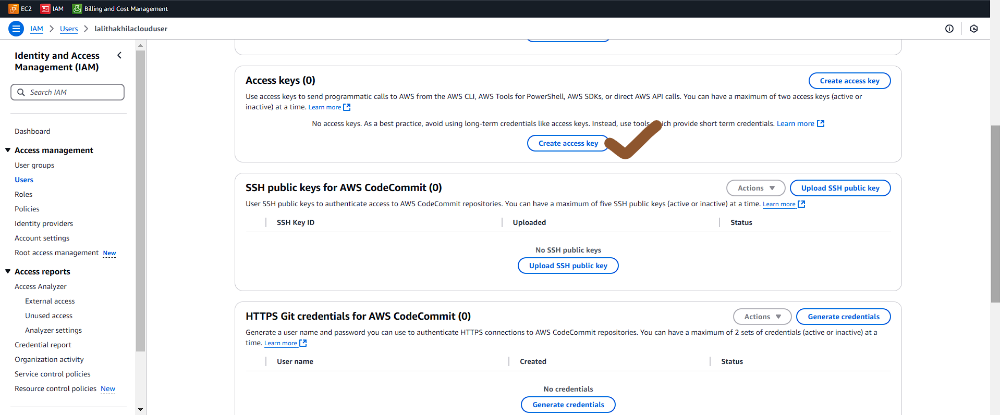 EC2 IAM Billing and Cost Management
IAM > Users > lalithakhilaclouduser
Identity and Access
Management (IAM)
Search IAM
Dashboard
Access management
User groups
Users
Roles
Policies
Identity providers
Account settings
Root access management New
Access reports
Access Analyzer
External access
Unused access
Analyzer settings
Credential report
Organization activity
Service control policies
Resource control policies New
Access keys (0)
Create access key
Use access keys to send programmatic calls to AWS from the AWS CLI, AWS Tools for PowerShell, AWS SDKs, or direct AWS API calls. You can have a maximum of two access keys (active or
inactive) at a time. Learn more
No access keys. As a best practice, avoid using long-term credentials like access keys. Instead, use tools provide short term credentials. Learn more
Create access key
SSH public keys for AWS CodeCommit (0)
Actions
Upload SSH public key
User SSH public keys to authenticate access to AWS CodeCommit repositories. You can have a maximum of five SSH public keys (active or inactive) at a time. Learn more
SSH Key ID Uploaded Status
No SSH public keys
Upload SSH public key
HTTPS Git credentials for AWS CodeCommit (0)
Actions
Generate credentials
Generate a user name and password you can use to authenticate HTTPS connections to AWS CodeCommit repositories. You can have a maximum of 2 sets of credentials (active or inactive) at a
time. Learn more
User name Created Status
No credentials
Generate credentials